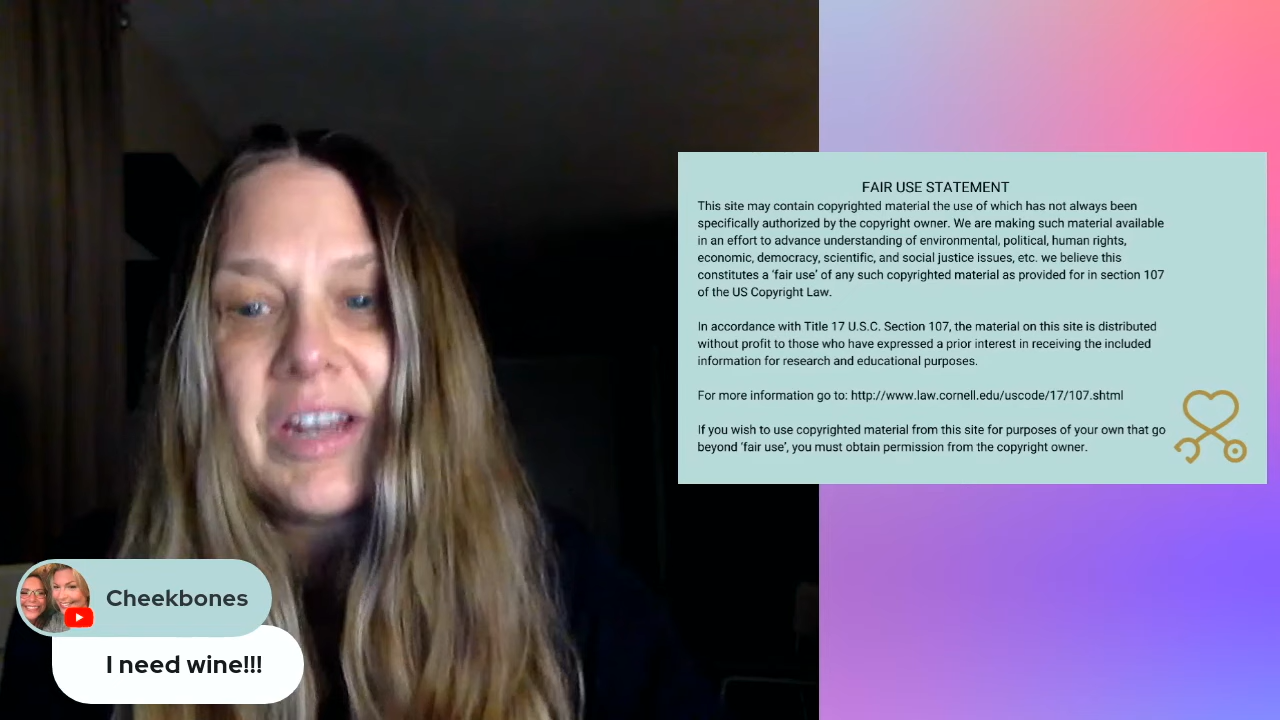 FAIR USE STATEMENT
This site may contain copyrighted material the use of which has not always been
specifically authorized by the copyright owner. We are making such material available
in an effort to advance understanding of environmental, political, human rights,
economic, democracy, scientific, and social justice issues, etc. we believe this
constitutes a ‘fair use’ of any such copyrighted material as provided for in section 107
of the US Copyright Law.
In accordance with Title 17 U.S.C. Section 107, the material on this site is distributed
without profit to those who have expressed a prior interest in receiving the included
information for research and educational purposes.
For more information go to: http://www.law.cornell.edu/uscode/17/107.shtml
If you wish to use copyrighted material from this site for purposes of your own that go
beyond ‘fair use’, you must obtain permission from the copyright owner.
Cheekbones
I need wine!!!